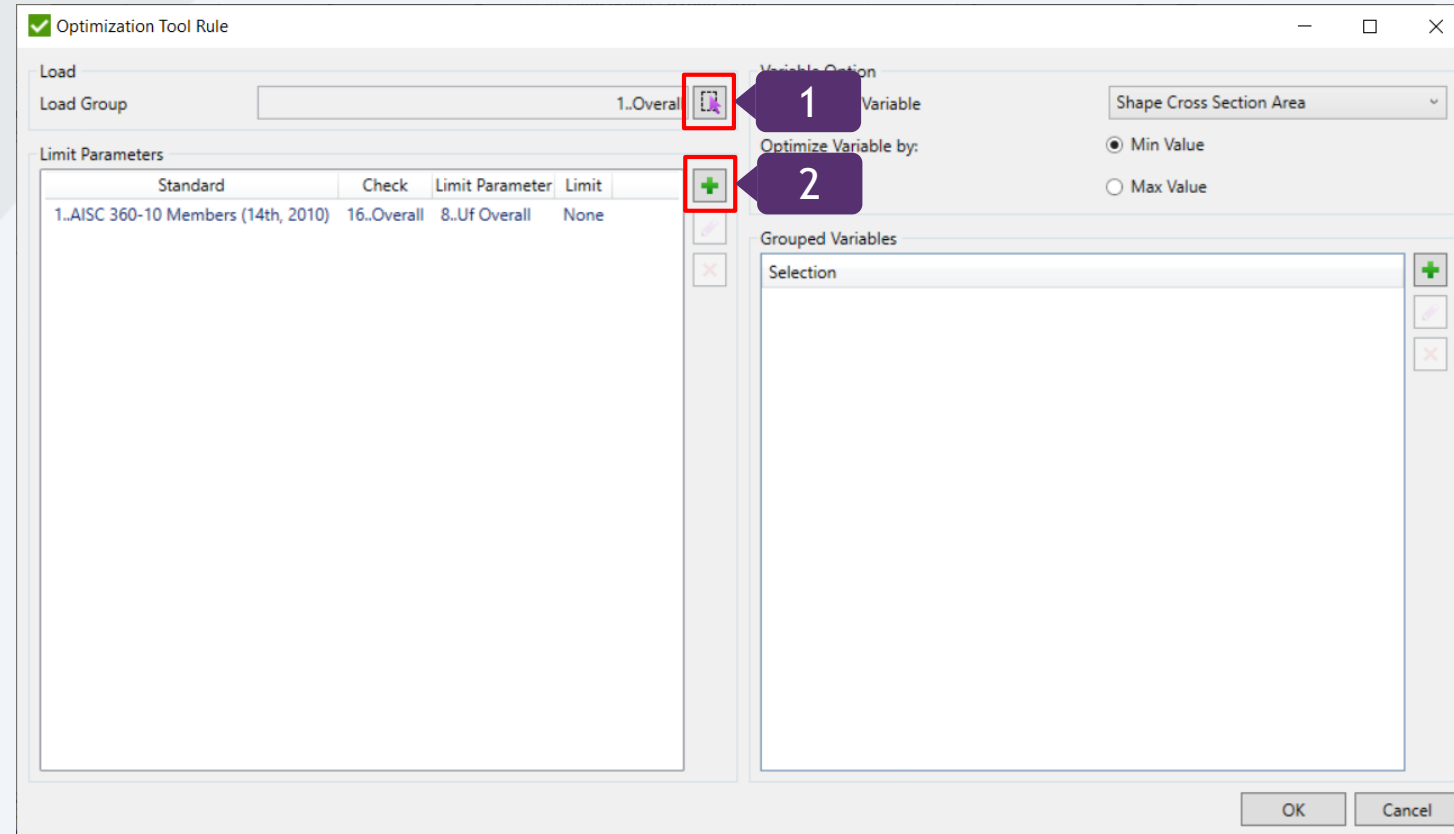 Optimization Tool Rule
Load
Load Group 1..Overall
1
Limit Parameters
Standard Check Limit Parameter Limit
1..AISC 360-10 Members (14th, 2010) 16..Overall 8..Uf Overall None
2
Variable Option
Variable Shape Cross Section Area
Optimize Variable by: Min Value
Max Value
Grouped Variables
Selection
OK Cancel